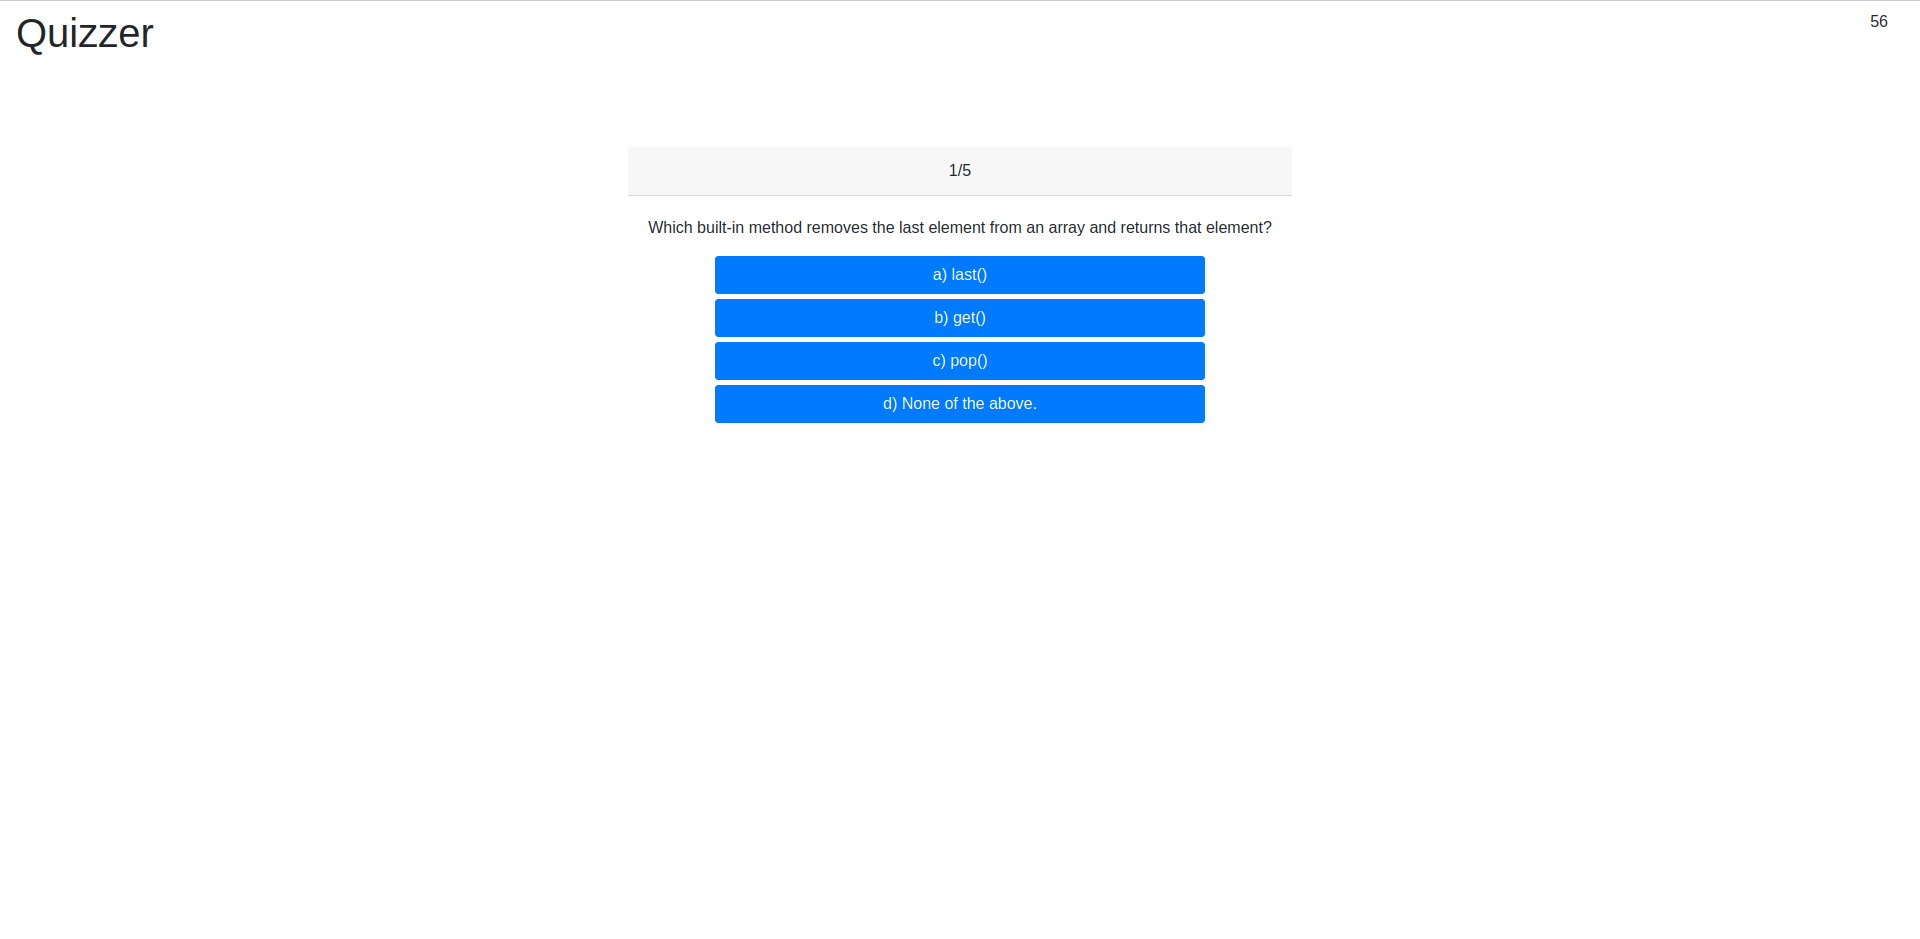 Quizzer
56
1/5
Which built-in method removes the last element from an array and returns that element?
a) last()
b) get()
c) pop()
d) None of the above.